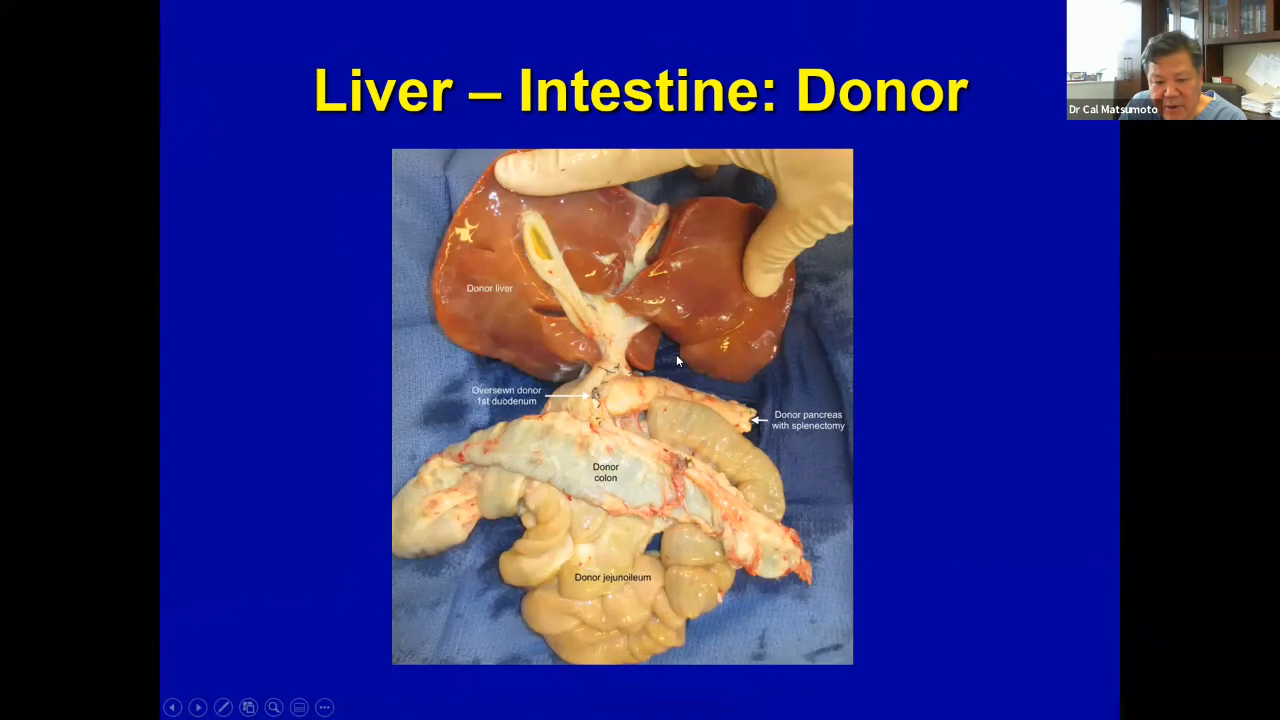 Liver – Intestine: Donor
Dr Cal Matsumoto
Donor liver
Oversewn donor
1st duodenum
Donor pancreas
with splenectomy
Donor
colon
Donor jejunoileum